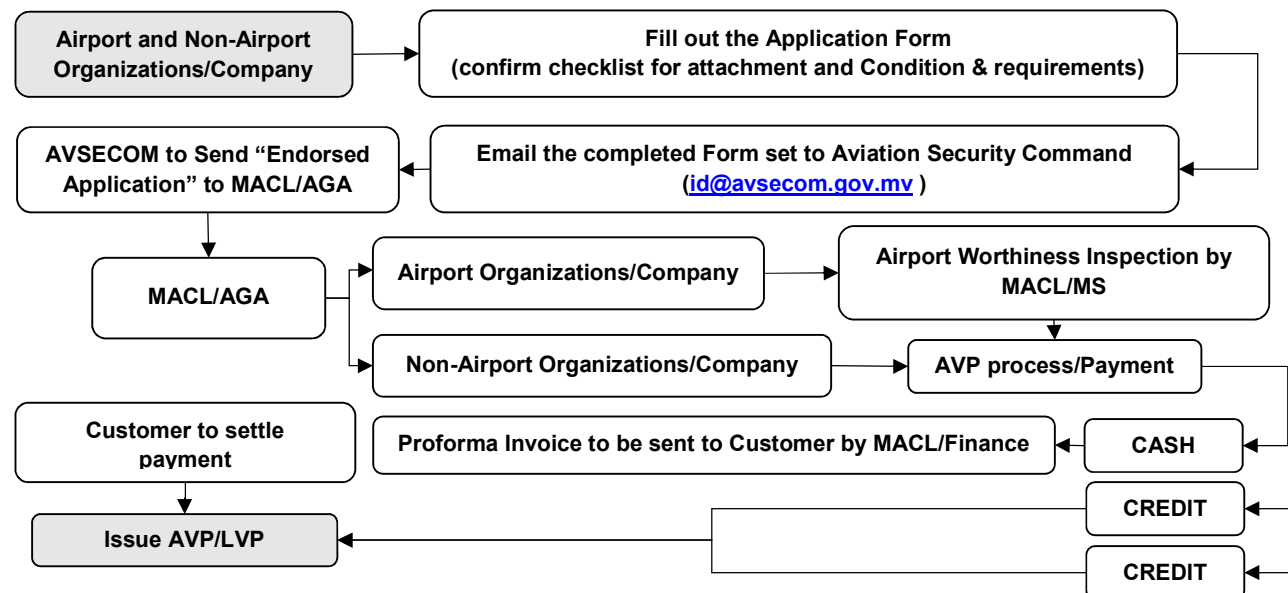 Airport and Non-Airport
Organizations/Company
Fill out the Application Form
(confirm checklist for attachment and Condition & requirements)
AVSECOM to Send “Endorsed
Application” to MACL/AGA
Email the completed Form set to Aviation Security Command
(id@avsecom.gov.mv )
MACL/AGA
Airport Organizations/Company
Airport Worthiness Inspection by
MACL/MS
Non-Airport Organizations/Company
AVP process/Payment
Customer to settle
payment
Proforma Invoice to be sent to Customer by MACL/Finance
CASH
CREDIT
Issue AVP/LVP
CREDIT